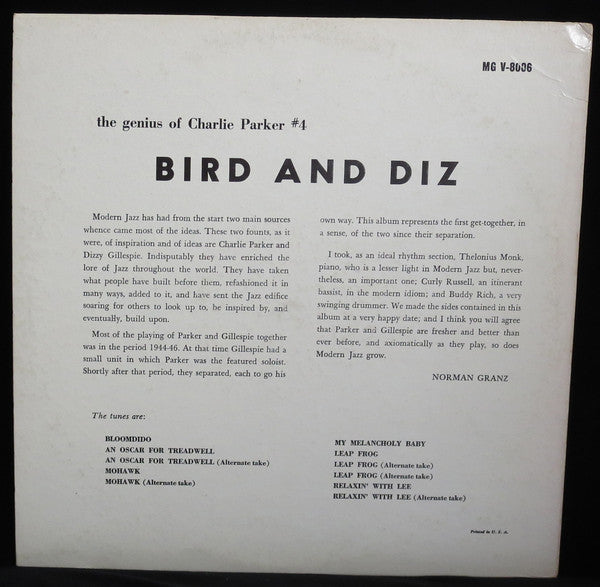 MG V-8006
the genius of Charlie Parker #4
BIRD AND DIZ
Modern Jazz has had from the start two main sources
whence came most of the ideas. These two founts, as it
were, of inspiration and of ideas are Charlie Parker and
Dizzy Gillespie. Indisputably they have enriched the
lore of Jazz throughout the world. They have taken
what people have built before them, refashioned it in
many ways, added to it, and have sent the Jazz edifice
soaring for others to look up to, be inspired by, and
eventually, build upon.
Most of the playing of Parker and Gillespie together
was in the period 1944-46. At that time Gillespie had a
small unit in which Parker was the featured soloist.
Shortly after that period, they separated, each to go his
own way. This album represents the first get-together, in
a sense, of the two since their separation.
I took, as an ideal rhythm section, Thelonius Monk,
piano, who is a lesser light in Modern Jazz but, never-
theless, an important one; Curly Russell, an itinerant
bassist, in the modern idiom; and Buddy Rich, a very
swinging drummer. We made the sides contained in this
album at a very happy date; and I think you will agree
that Parker and Gillespie are fresher and better than
ever before, and axiomatically as they play, so does
Modern Jazz grow.
NORMAN GRANZ
The tunes are:
BLOOMDIDO
AN OSCAR FOR TREADWELL
AN OSCAR FOR TREADWELL (Alternate take)
MOHAWK
MOHAWK (Alternate take)
MY MELANCHOLY BABY
LEAP FROG
LEAP FROG (Alternate take)
LEAP FROG (Alternate take)
RELAXIN' WITH LEE
RELAXIN' WITH LEE (Alternate take)
Printed in U. S. A.